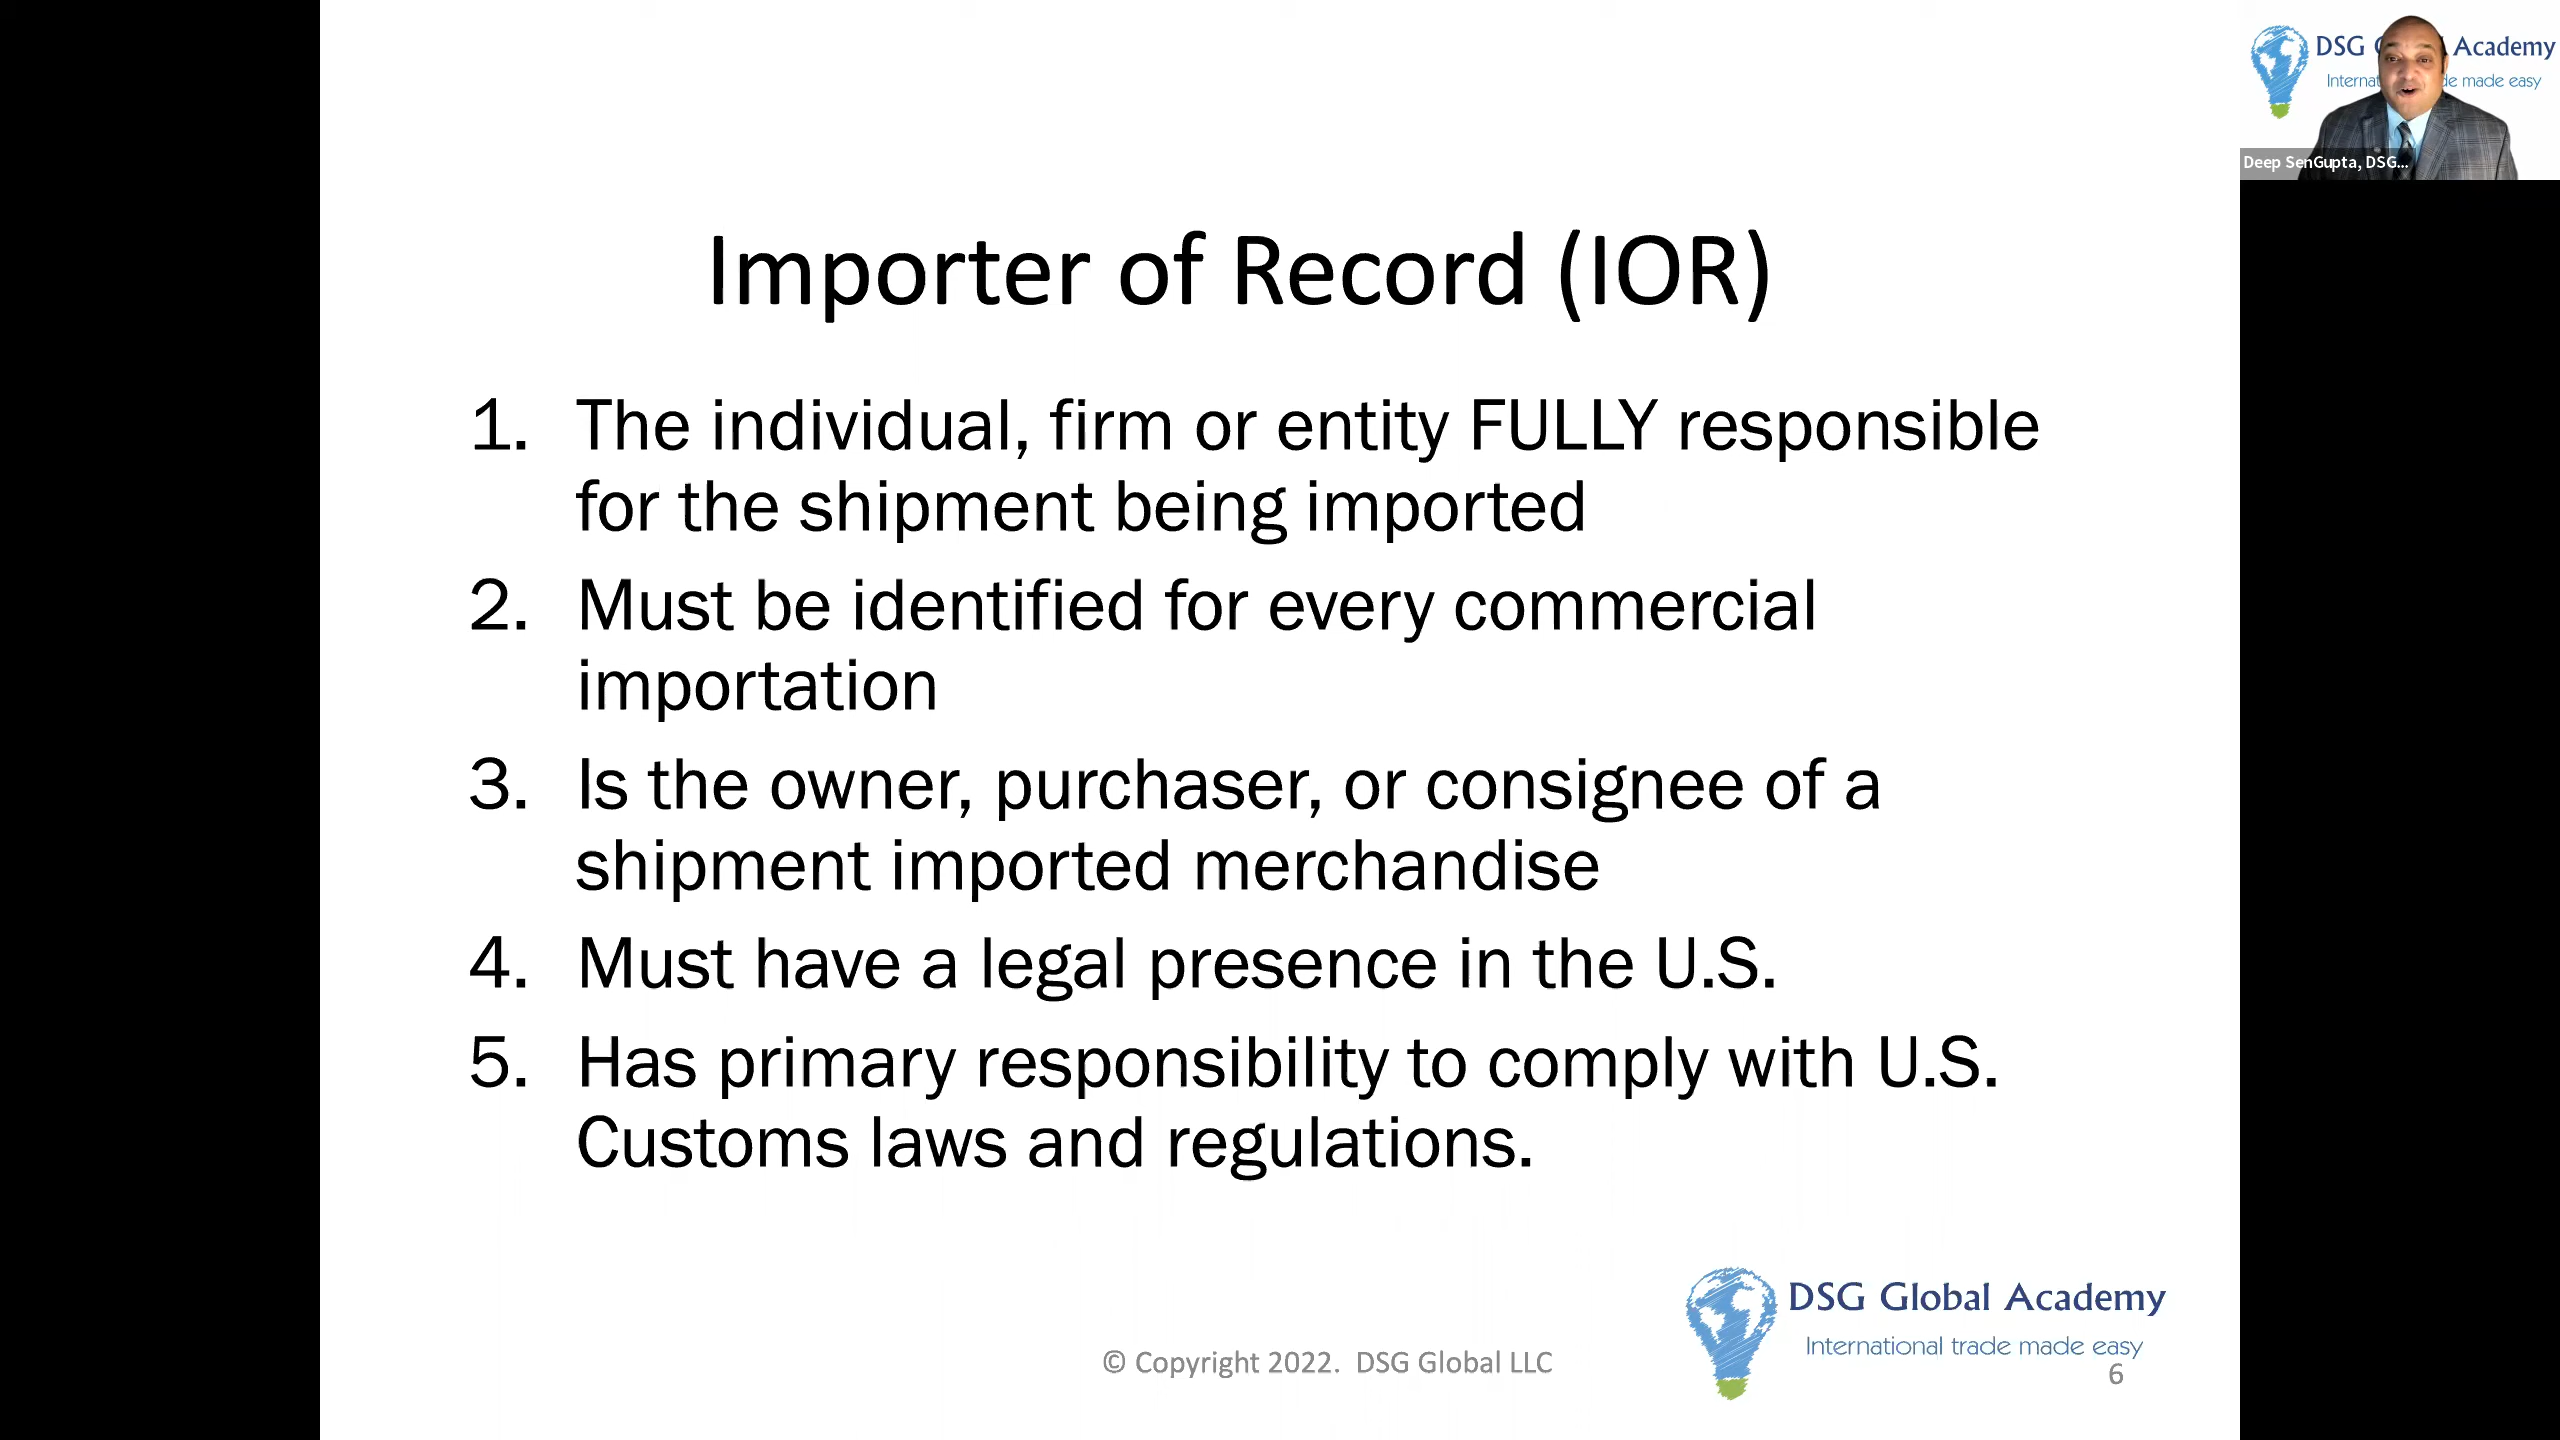 DSG G l Academy
Internat de made easy
Deep SenGupta, DSG...
Importer of Record (IOR)
1. The individual, firm or entity FULLY responsible
for the shipment being imported
2. Must be identified for every commercial
importation
3. Is the owner, purchaser, or consignee of a
shipment imported merchandise
4. Must have a legal presence in the U.S.
5. Has primary responsibility to comply with U.S.
Customs laws and regulations.
DSG Global Academy
International trade made easy
© Copyright 2022. DSG Global LLC
6